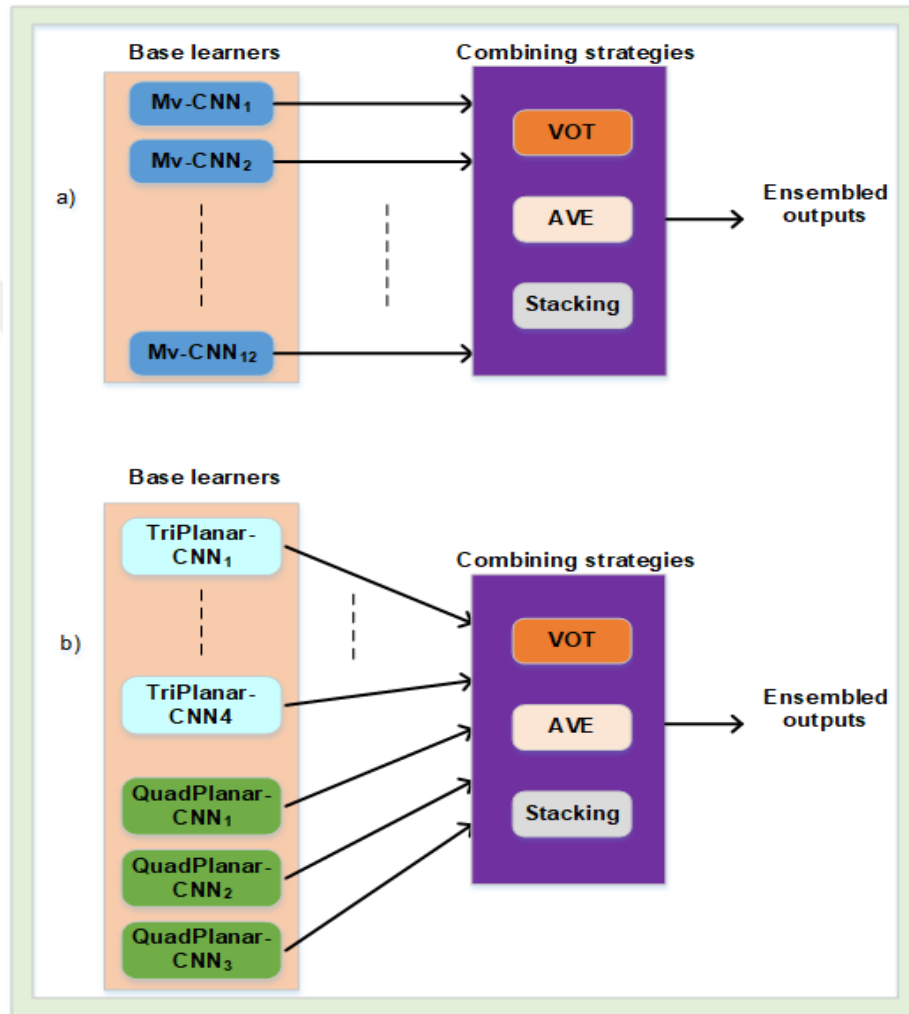 Base learners
Combining strategies
Mv-CNN₁
Mv-CNN₂
Mv-CNN₁₂
a)
VOT
AVE
Stacking
Ensembled
outputs
Base learners
TriPlanar-
CNN₁
TriPlanar-
CNN4
QuadPlanar-
CNN₁
QuadPlanar-
CNN₂
QuadPlanar-
CNN₃
b)
Combining strategies
VOT
AVE
Stacking
Ensembled
outputs